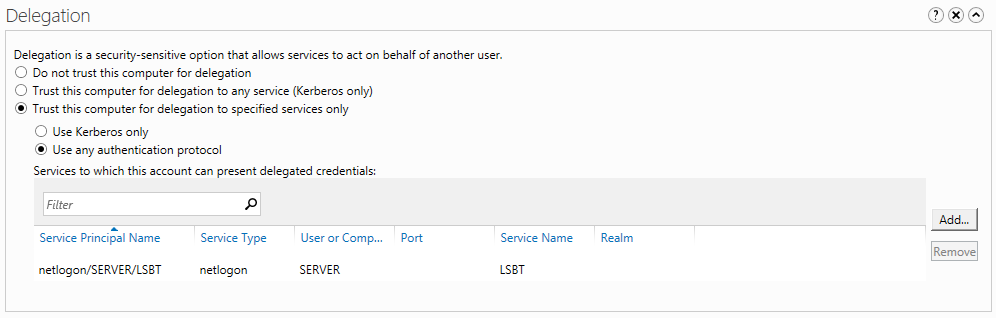 Delegation
Delegation is a security-sensitive option that allows services to act on behalf of another user.
Do not trust this computer for delegation
Trust this computer for delegation to any service (Kerberos only)
Trust this computer for delegation to specified services only
Use Kerberos only
Use any authentication protocol
Services to which this account can present delegated credentials:
Filter
Add...
Service Principal Name Service Type User or Comp... Port Service Name Realm
Remove
netlogon/SERVER/LSBT netlogon SERVER LSBT